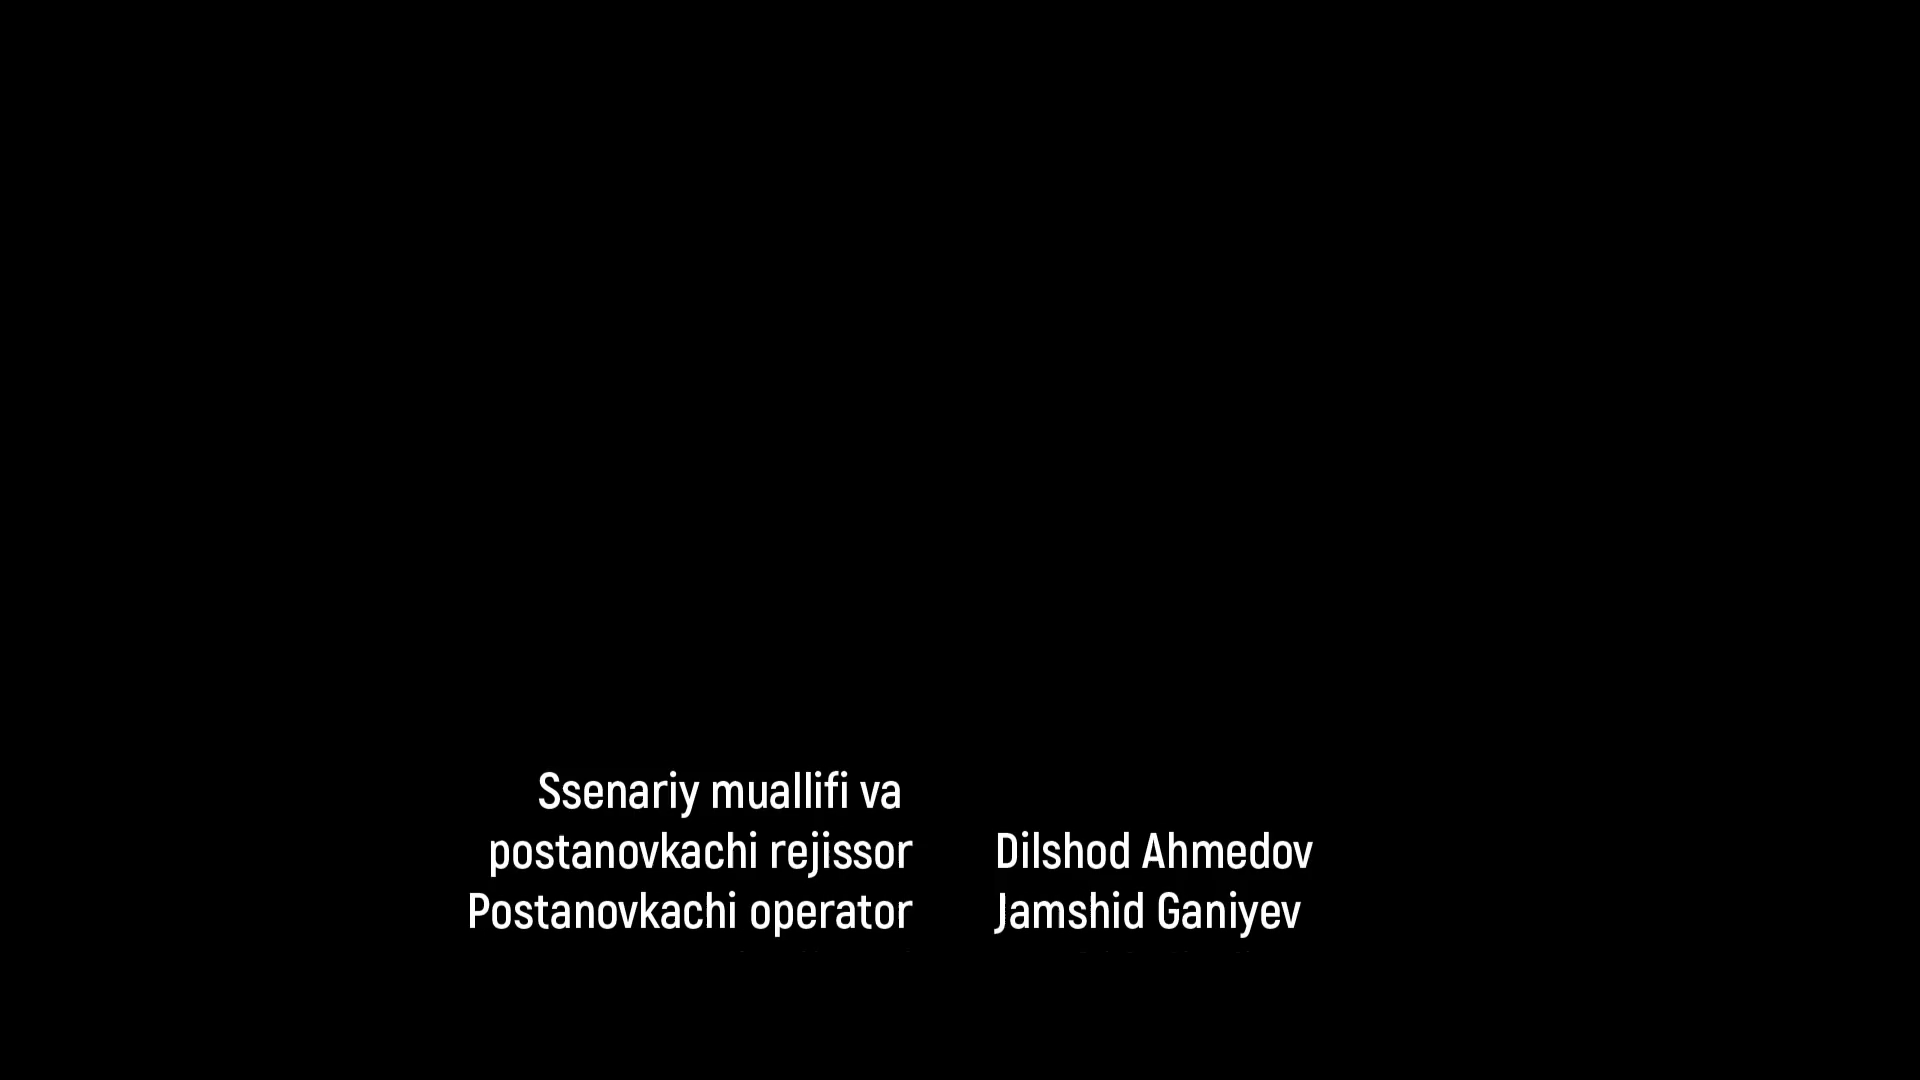 Ssenariy muallifi va
postanovkachi rejissor Dilshod Ahmedov
Postanovkachi operator Jamshid Ganiyev